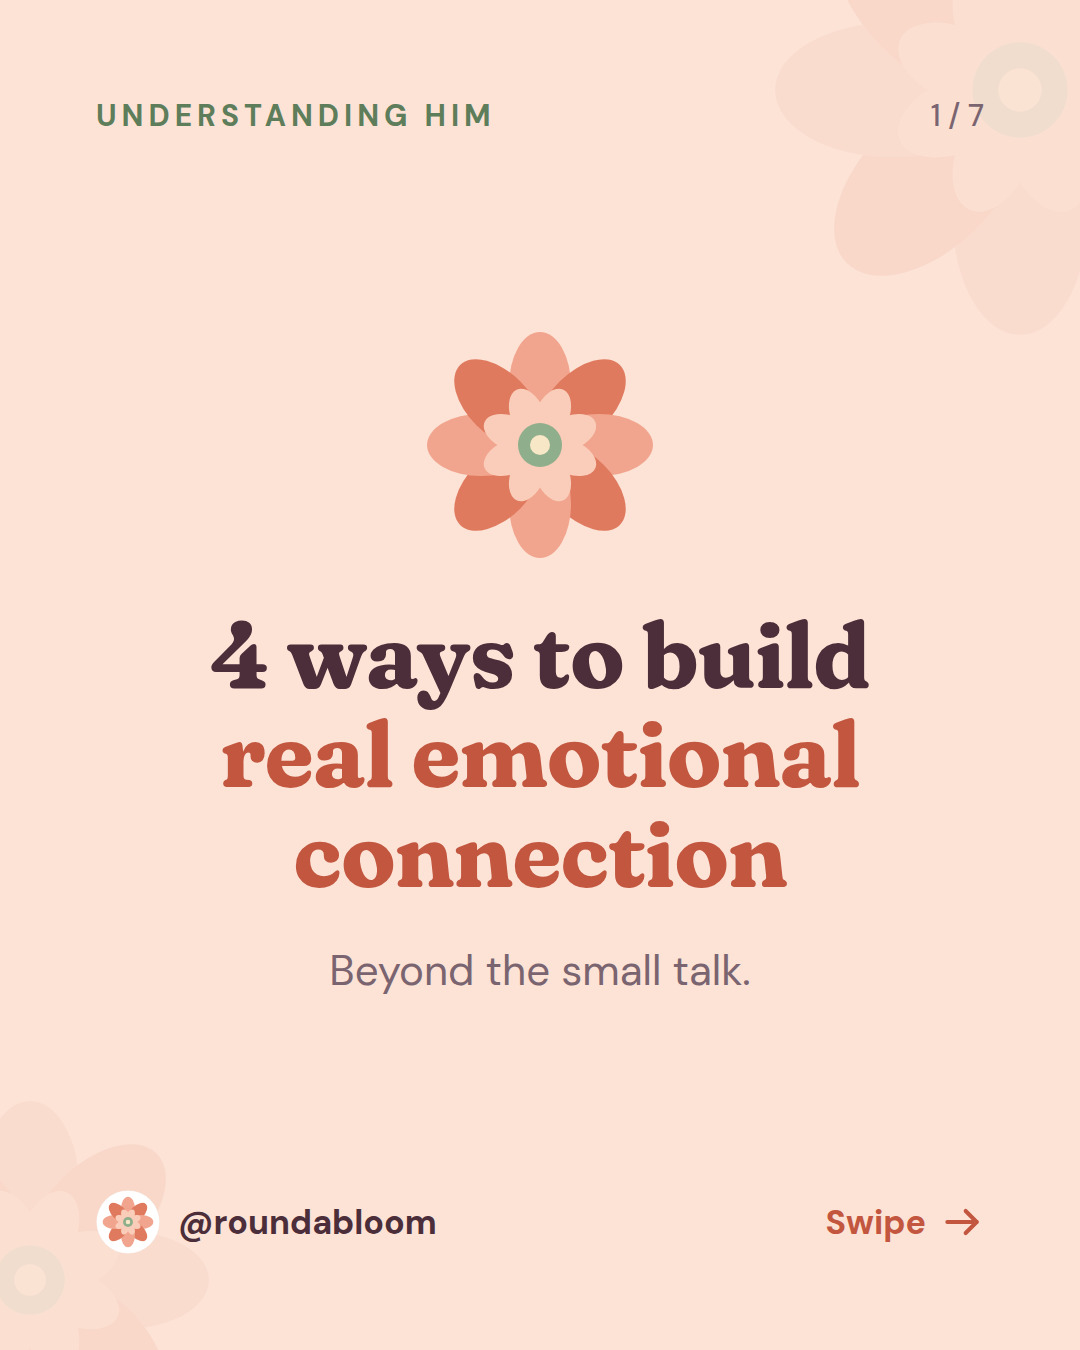 UNDERSTANDING HIM
1 / 7
4 ways to build
real emotional
connection
Beyond the small talk.
@roundabloom
Swipe →